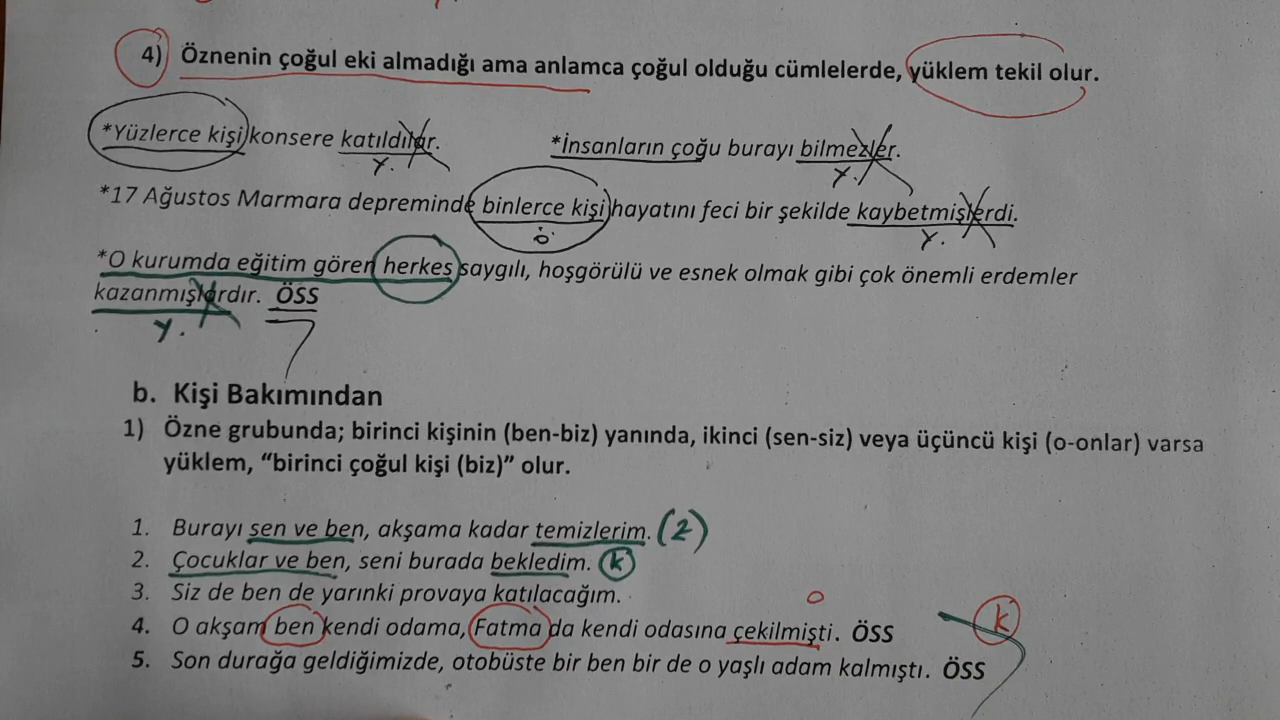 4) Öznenin çoğul eki almadığı ama anlamca çoğul olduğu cümlelerde, yüklem tekil olur.
*Yüzlerce kişi konsere katıldılar. *İnsanların çoğu burayı bilmezler.
y. y.
*17 Ağustos Marmara depreminde binlerce kişi hayatını feci bir şekilde kaybetmişlerdi.
ö. y.
*O kurumda eğitim gören herkes saygılı, hoşgörülü ve esnek olmak gibi çok önemli erdemler
kazanmışlardır. ÖSS
y.
b. Kişi Bakımından
1) Özne grubunda; birinci kişinin (ben-biz) yanında, ikinci (sen-siz) veya üçüncü kişi (o-onlar) varsa
yüklem, “birinci çoğul kişi (biz)” olur.
1. Burayı sen ve ben, akşama kadar temizlerim. (2)
2. Çocuklar ve ben, seni burada bekledim. k
3. Siz de ben de yarınki provaya katılacağım.
o
4. O akşam ben kendi odama, Fatma da kendi odasına çekilmişti. ÖSS k
5. Son durağa geldiğimizde, otobüste bir ben bir de o yaşlı adam kalmıştı. ÖSS